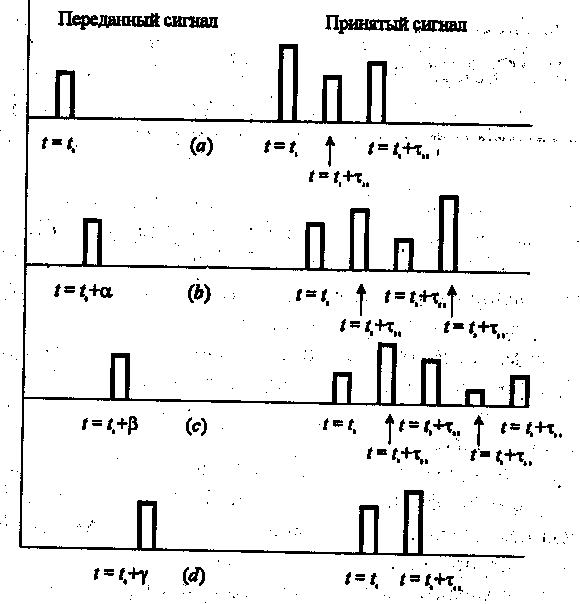 Переданный сигнал Принятый сигнал
t = t (a) t = t t = t+τ
t = t+τ
t = t+α (b) t = t t = t+τ
t = t+τ t = t+τ
t = t+β (c) t = t t = t+τ t = t+τ
t = t+τ t = t+τ
t = t+γ (d) t = t t = t+τ